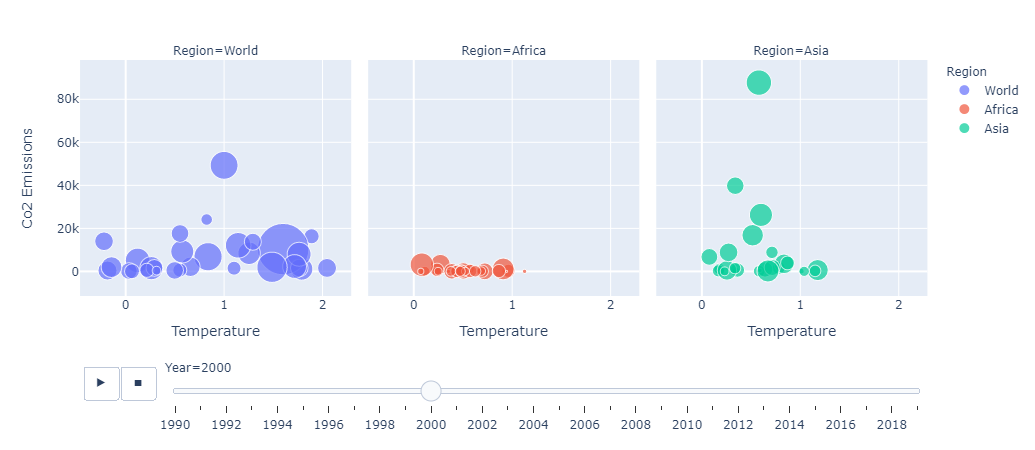 Region=World
Region=Africa
Region=Asia
Region
World
Africa
Asia
Co2 Emissions
80k
60k
40k
20k
0
0 1 2
0 1 2
0 1 2
Temperature
Temperature
Temperature
Year=2000
1990 1992 1994 1996 1998 2000 2002 2004 2006 2008 2010 2012 2014 2016 2018